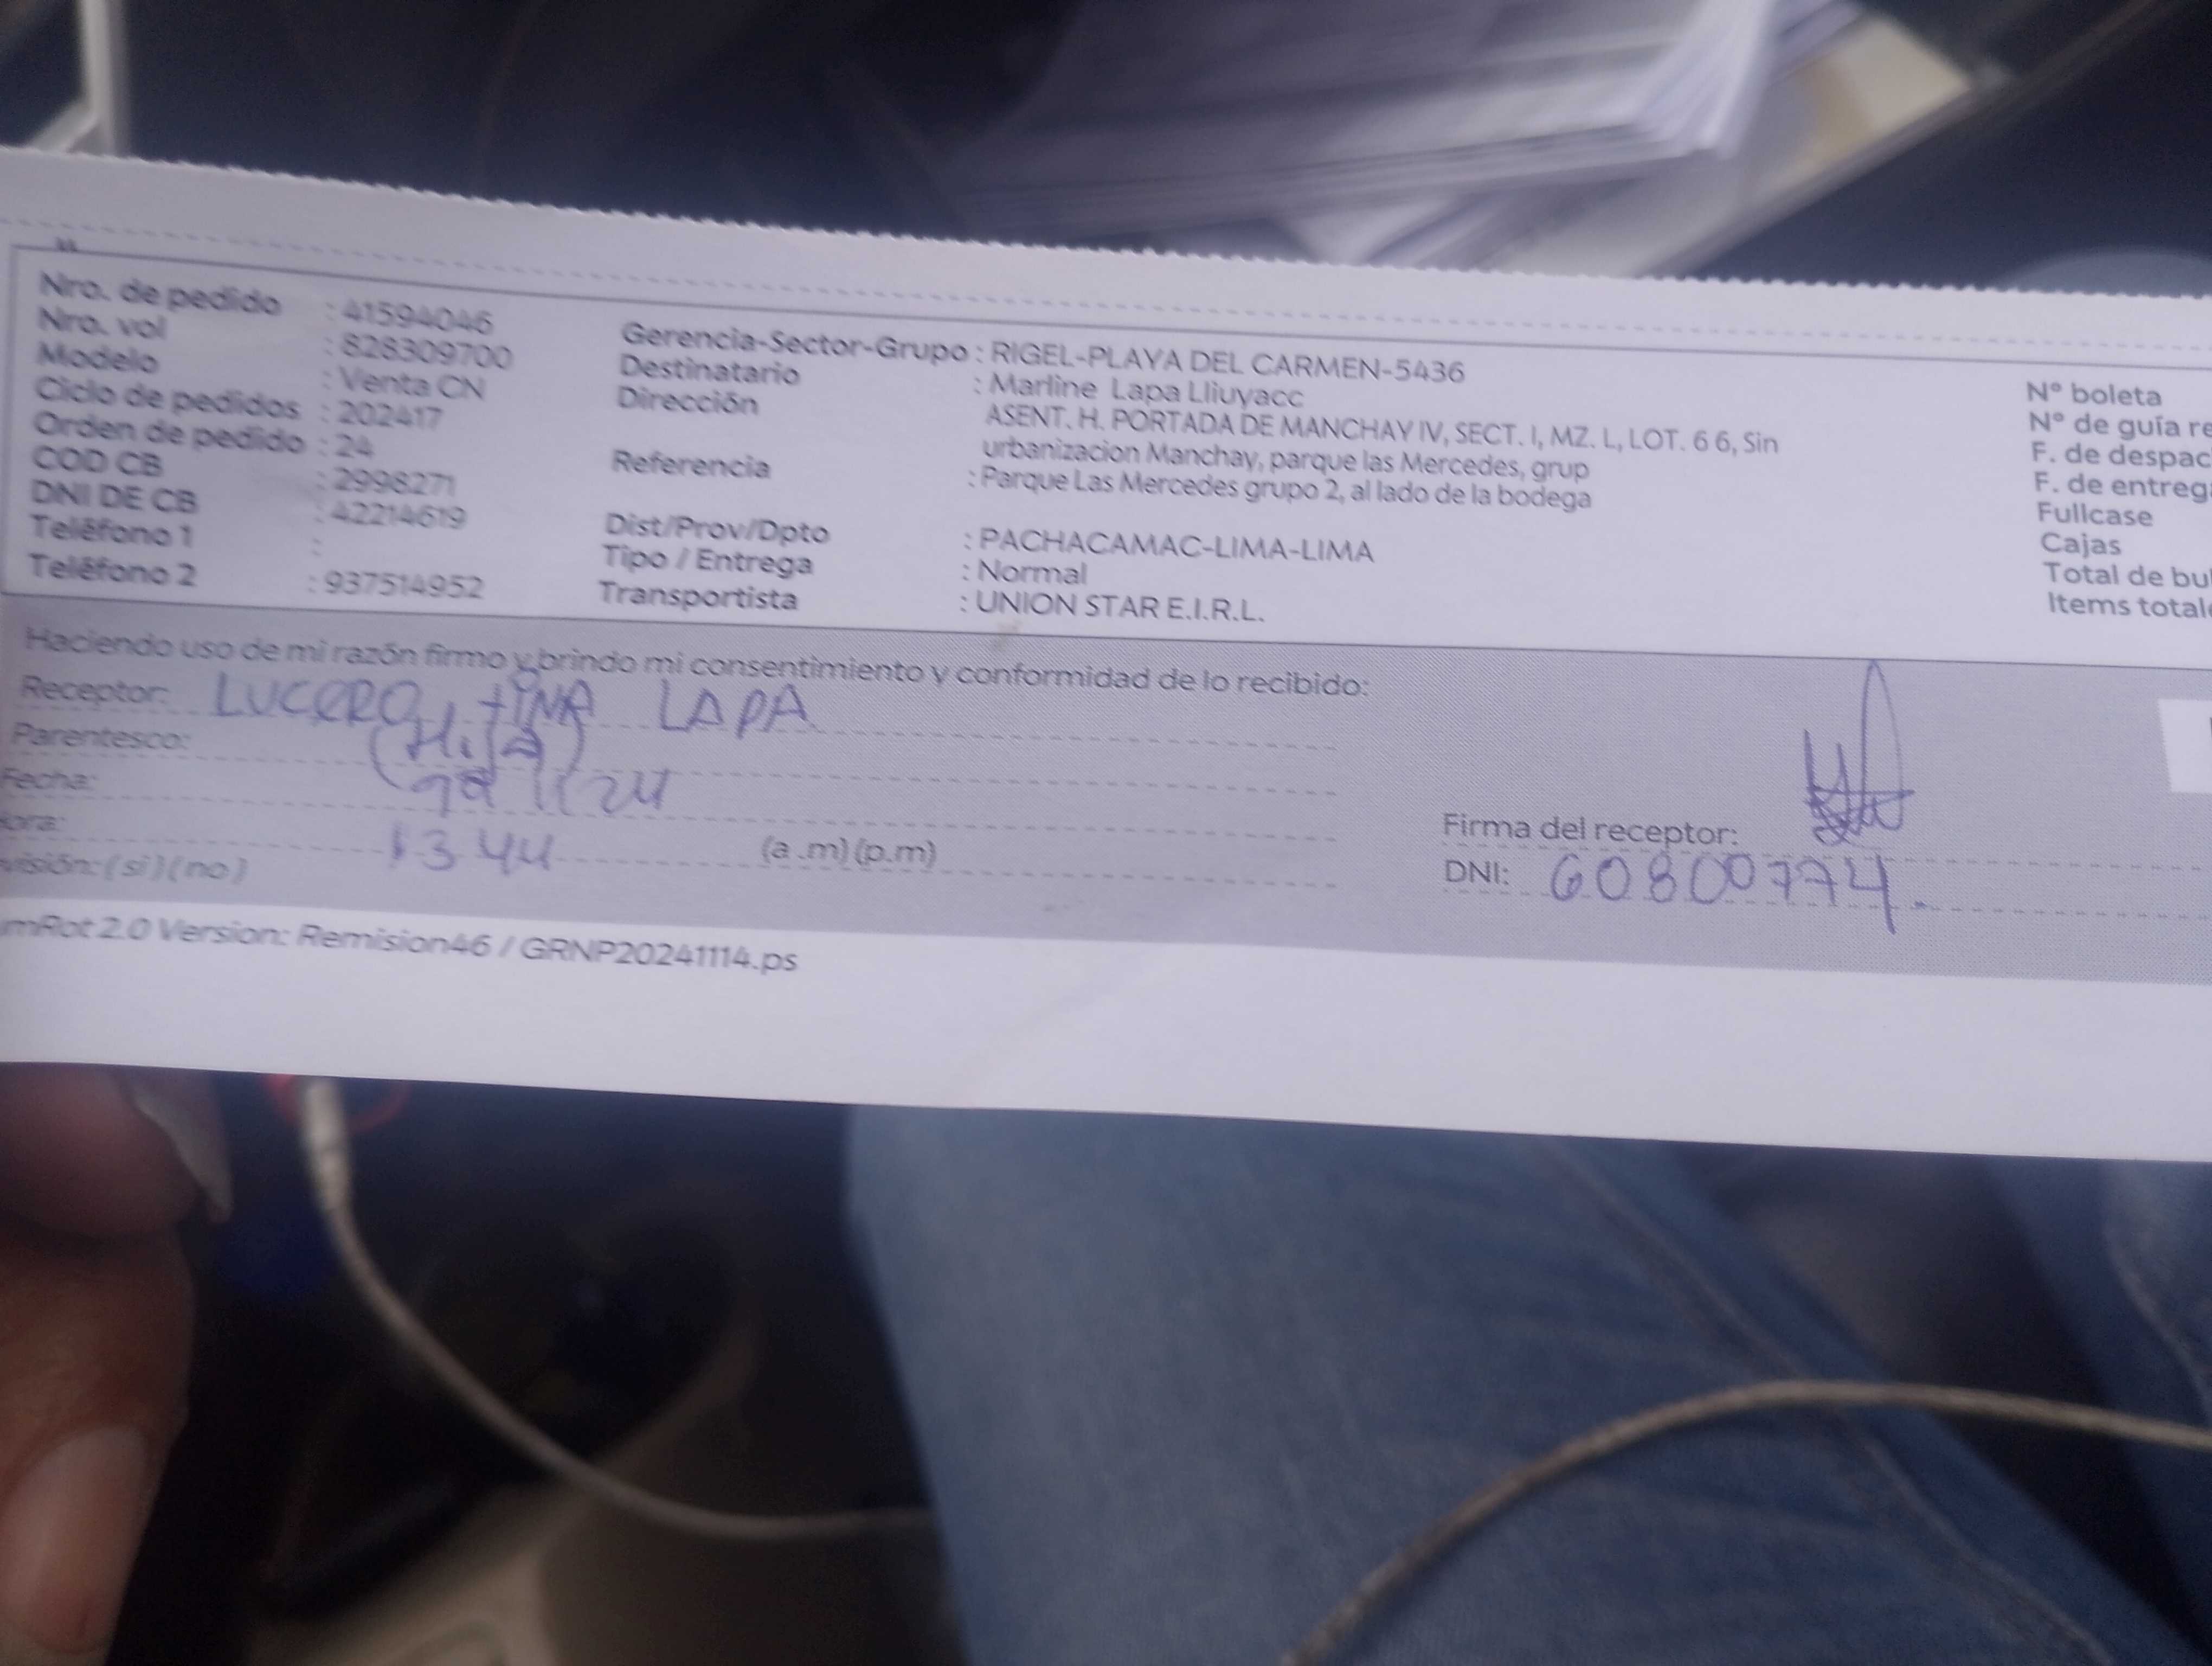 Nro. de pedido : 41594046
Nro. vol : 828309700
Modelo : Venta CN
Ciclo de pedidos : 202417
Orden de pedido : 24
COD CB : 2998271
DNI DE CB : 42214619
Teléfono 1 :
Teléfono 2 : 937514952
Gerencia-Sector-Grupo : RIGEL-PLAYA DEL CARMEN-5436
Destinatario : Marline Lapa Lliuyacc
Dirección ASENT. H. PORTADA DE MANCHAY IV, SECT. I, MZ. L, LOT. 6 6, Sin
urbanizacion Manchay, parque las Mercedes, grup
Referencia : Parque Las Mercedes grupo 2, al lado de la bodega
Dist/Prov/Dpto : PACHACAMAC-LIMA-LIMA
Tipo / Entrega : Normal
Transportista : UNION STAR E.I.R.L.
N° boleta
N° de guía re
F. de despac
F. de entreg
Fullcase
Cajas
Total de bul
Items total
Haciendo uso de mi razón firmo y brindo mi consentimiento y conformidad de lo recibido:
Receptor: LUCERO LAPA
Parentesco: (Hija)
Fecha: 11 24
ora: 13 44 (a .m) (p.m)
visión: (si) (no)
Firma del receptor:
DNI: 60800774.
mRot 2.0 Version: Remision46 / GRNP20241114.ps